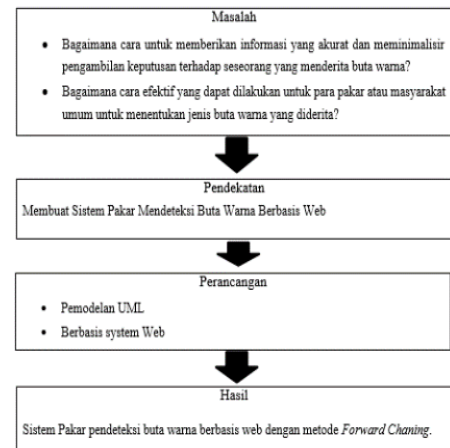 Masalah
• Bagaimana cara untuk memberikan informasi yang akurat dan meminimalisir
pengambilan keputusan terhadap seseorang yang menderita buta warna?
• Bagaimana cara efektif yang dapat dilakukan untuk para pakar atau masyarakat
umum untuk menentukan jenis buta warna yang diderita?
Pendekatan
Membuat Sistem Pakar Mendeteksi Buta Warna Berbasis Web
Perancangan
• Pemodelan UML
• Berbasis system Web
Hasil
Sistem Pakar pendeteksi buta warna berbasis web dengan metode Forward Chaning.